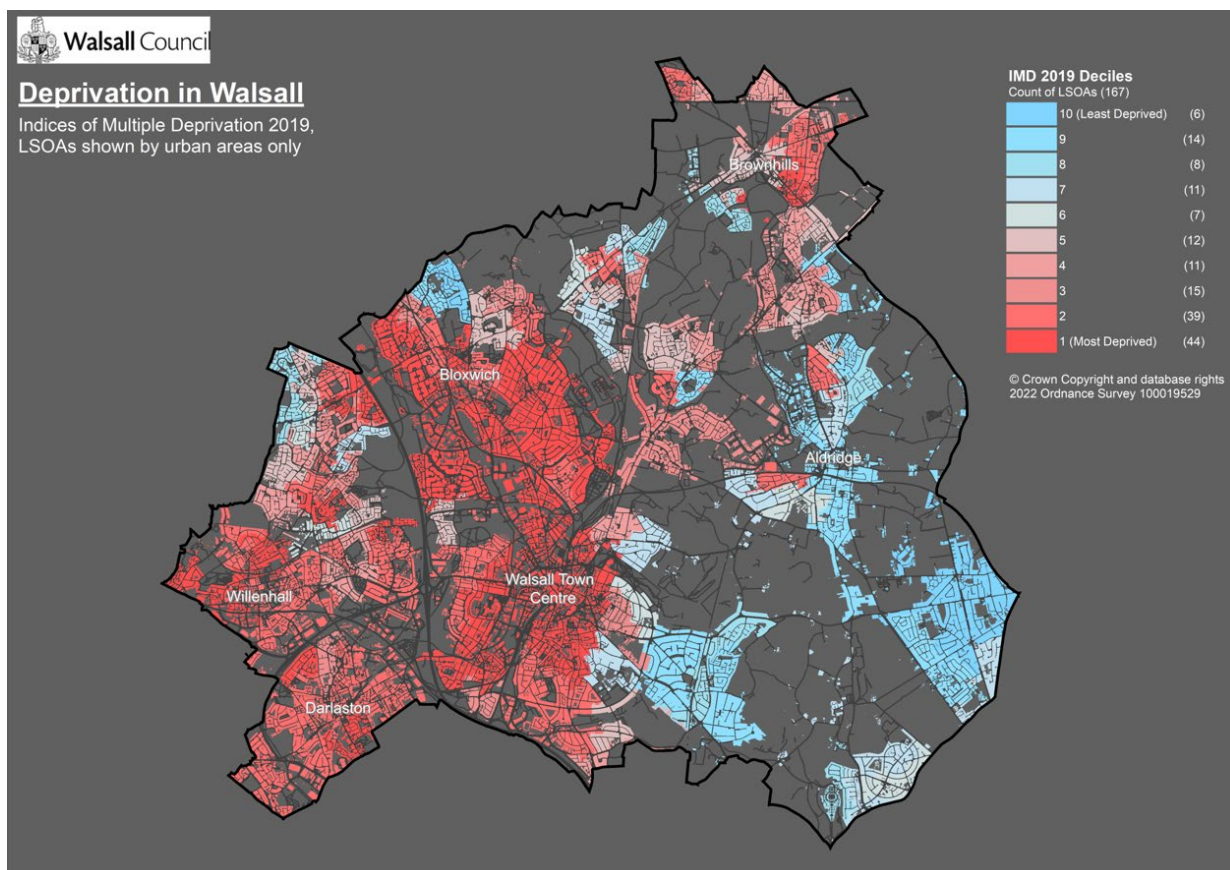 Walsall Council
Deprivation in Walsall
Indices of Multiple Deprivation 2019,
LSOAs shown by urban areas only
IMD 2019 Deciles
Count of LSOAs (167)
10 (Least Deprived) (6)
9 (14)
8 (8)
7 (11)
6 (7)
5 (12)
4 (11)
3 (15)
2 (39)
1 (Most Deprived) (44)
© Crown Copyright and database rights
2022 Ordnance Survey 100019529
Brownhills
Bloxwich
Aldridge
Walsall Town
Centre
Willenhall
Darlaston